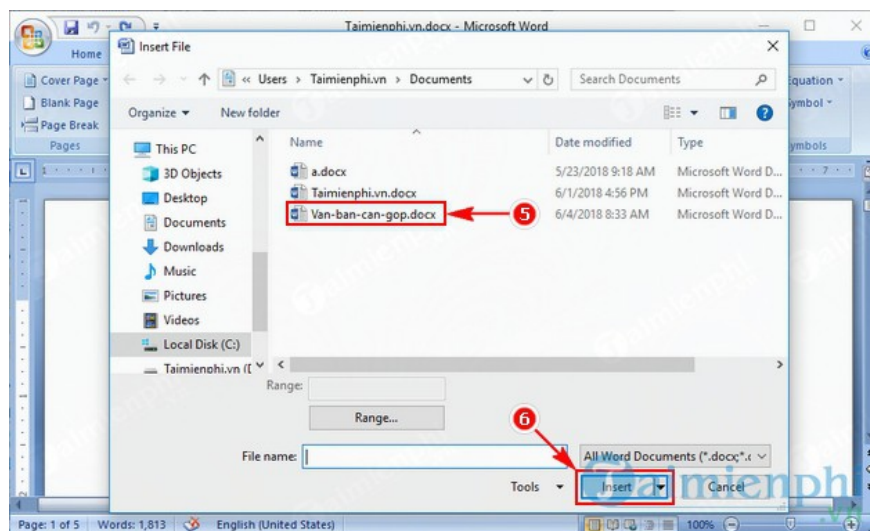 Taimienphi.vn.docx - Microsoft Word
Home
Insert File
Cover Page
Blank Page
Page Break
Pages
Equation
Symbols
« Users › Taimienphi.vn › Documents
Search Documents
Organize
New folder
Name
Date modified
Type
This PC
3D Objects
Desktop
Documents
Downloads
Music
Pictures
Videos
Local Disk (C:)
Taimienphi.vn (D
a.docx 5/23/2018 9:18 AM Microsoft Word D...
Taimienphi.vn.docx 6/1/2018 4:56 PM Microsoft Word D...
Van-ban-can-gop.docx 6/4/2018 8:33 AM Microsoft Word D...
5
Range:
Range...
6
File name:
All Word Documents (*.docx;*.c
Tools
Insert
Cancel
Taimienphi
.vn
Page: 1 of 5 Words: 1,813 English (United States) 100%